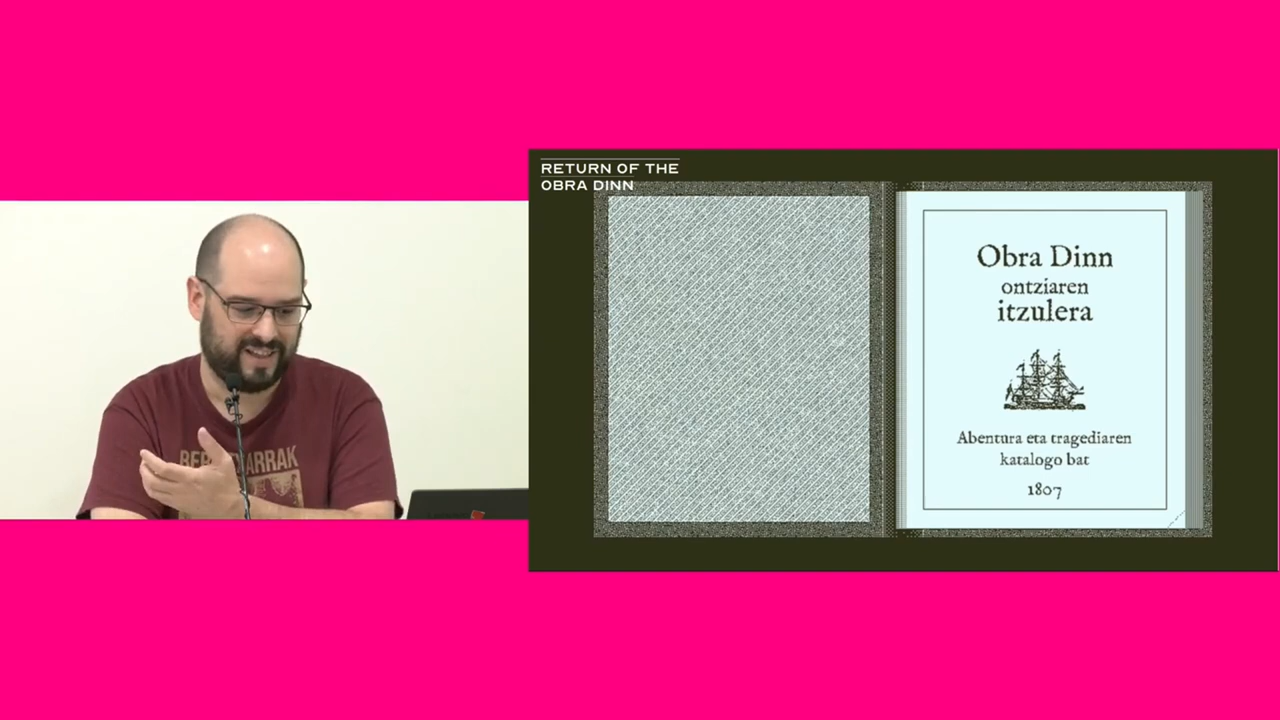 RETURN OF THE
OBRA DINN
Obra Dinn
ontziaren
itzulera
Abentura eta tragediaren
katalogo bat
1807